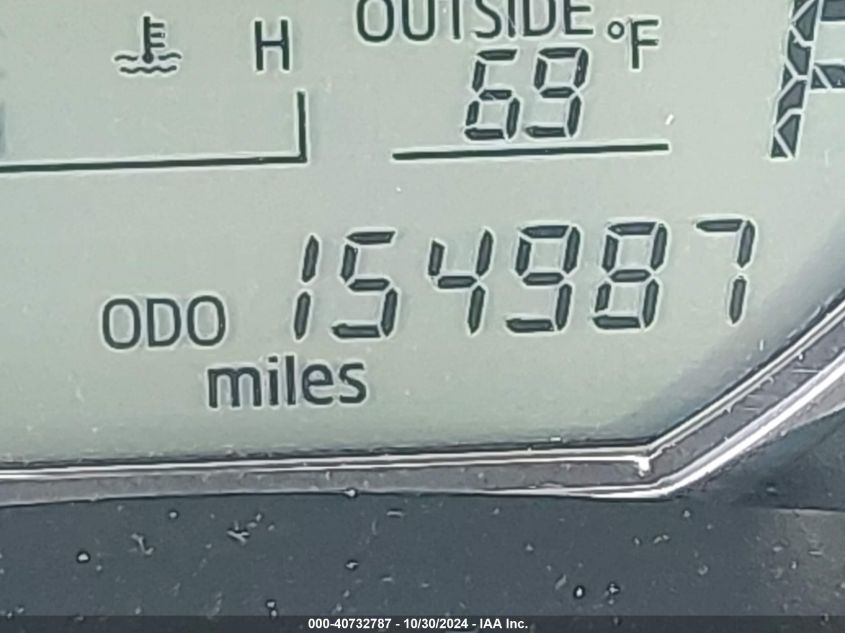 H
OUTSIDE °F
69
P
ODO 154987
miles
000-40732787 - 10/30/2024 - IAA Inc.